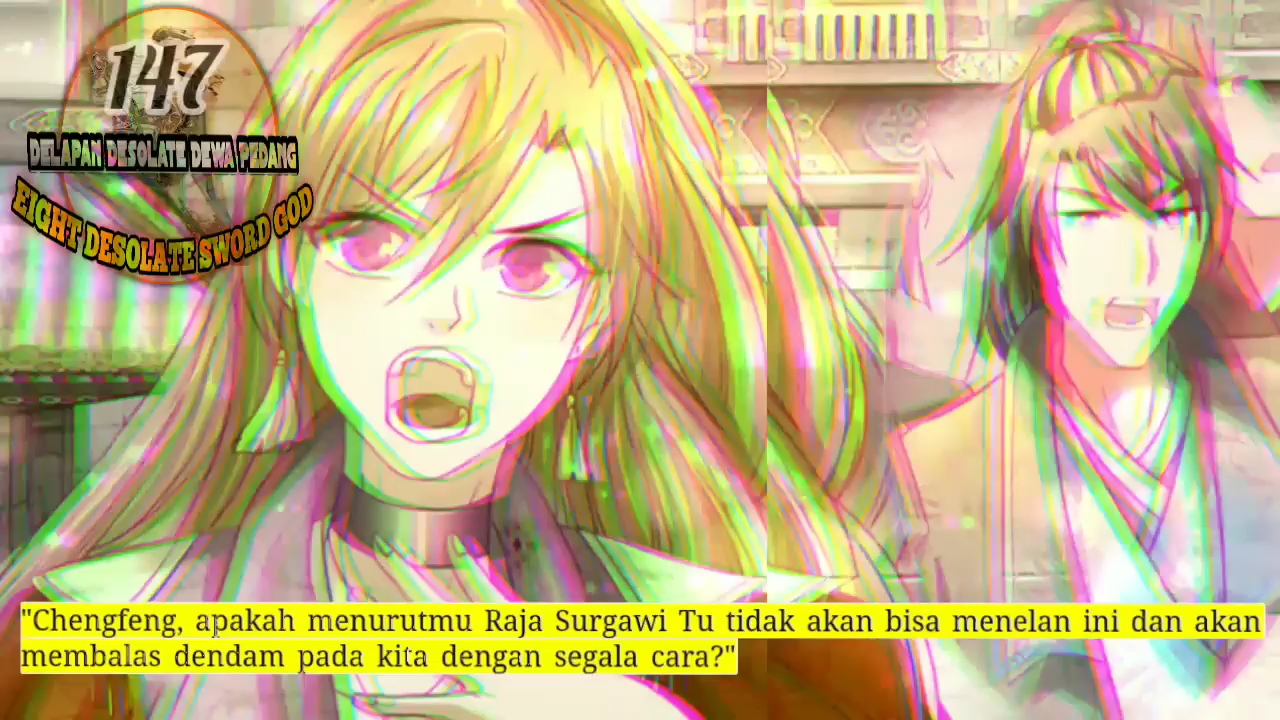 147
DELAPAN DESOLATE DEWA PEDANG
EIGHT DESOLATE SWORD GOD
"Chengfeng, apakah menurutmu Raja Surgawi Tu tidak akan bisa menelan ini dan akan
membalas dendam pada kita dengan segala cara?"